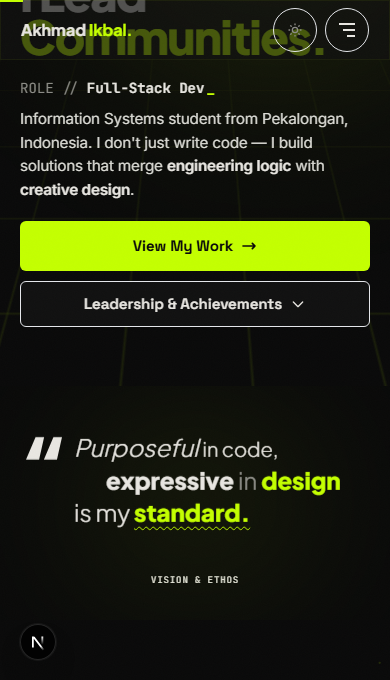 I Lead
Akhmad Ikbal.
Communities.
ROLE // Full-Stack Dev_
Information Systems student from Pekalongan,
Indonesia. I don't just write code — I build
solutions that merge engineering logic with
creative design.
View My Work →
Leadership & Achievements
" Purposeful in code,
expressive in design
is my standard.
VISION & ETHOS
N